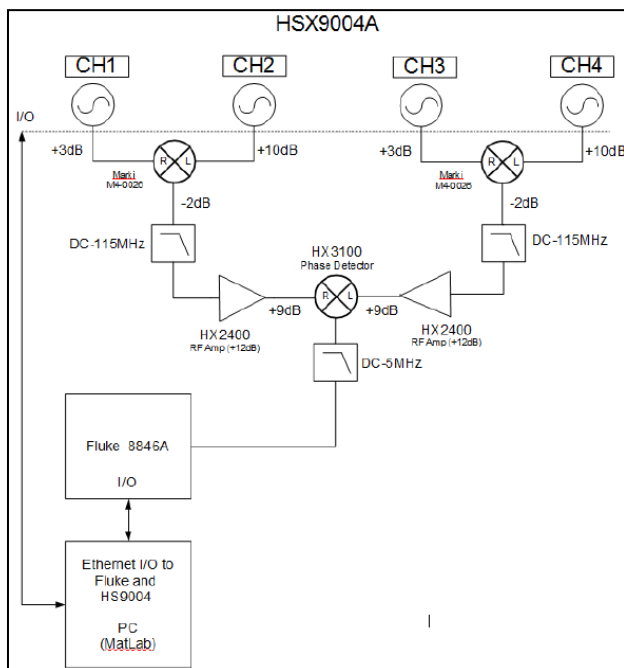 HSX9004A
CH1
CH2
CH3
CH4
I/O
+3dB
R
L
+10dB
+3dB
R
L
+10dB
Marki
M4-0026
Marki
M4-0026
-2dB
-2dB
DC-115MHz
DC-115MHz
HX3100
Phase Detector
R
L
+9dB
+9dB
HX2400
RF Amp (+12dB)
HX2400
RF Amp (+12dB)
DC-5MHz
Fluke 8846A
I/O
Ethernet I/O to
Fluke and
HS9004
PC
(MatLab)